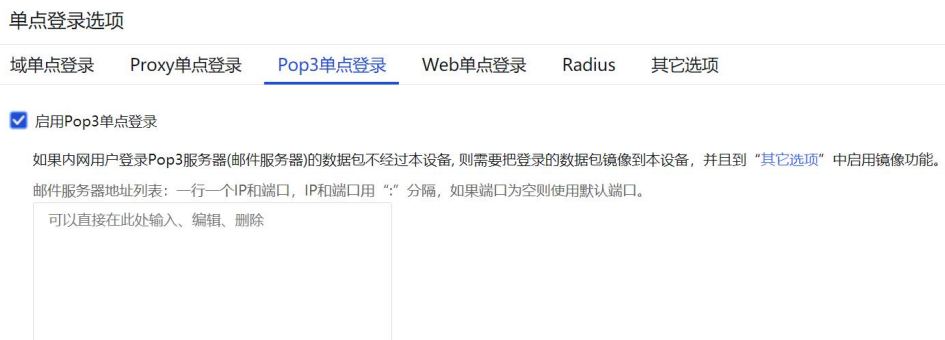 单点登录选项
域单点登录 Proxy单点登录 Pop3单点登录 Web单点登录 Radius 其它选项
启用Pop3单点登录
如果内网用户登录Pop3服务器(邮件服务器)的数据包不经过本设备, 则需要把登录的数据包镜像到本设备，并且到“其它选项”中启用镜像功能。
邮件服务器地址列表：一行一个IP和端口，IP和端口用“:”分隔，如果端口为空则使用默认端口。
可以直接在此处输入、编辑、删除